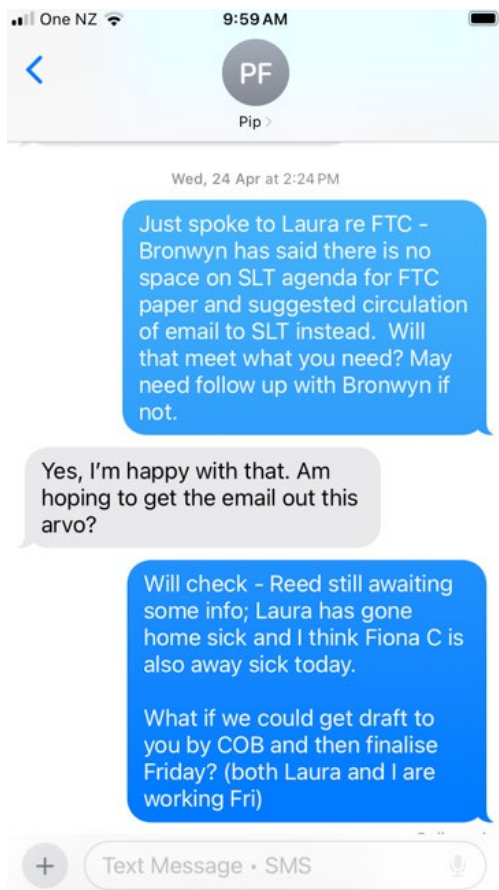 One NZ
9:59 AM
PF
Pip
Wed, 24 Apr at 2:24 PM
Just spoke to Laura re FTC -
Bronwyn has said there is no
space on SLT agenda for FTC
paper and suggested circulation
of email to SLT instead.  Will
that meet what you need? May
need follow up with Bronwyn if
not.
Yes, I'm happy with that. Am
hoping to get the email out this
arvo?
Will check - Reed still awaiting
some info; Laura has gone
home sick and I think Fiona C is
also away sick today.
What if we could get draft to
you by COB and then finalise
Friday? (both Laura and I are
working Fri)
Text Message • SMS